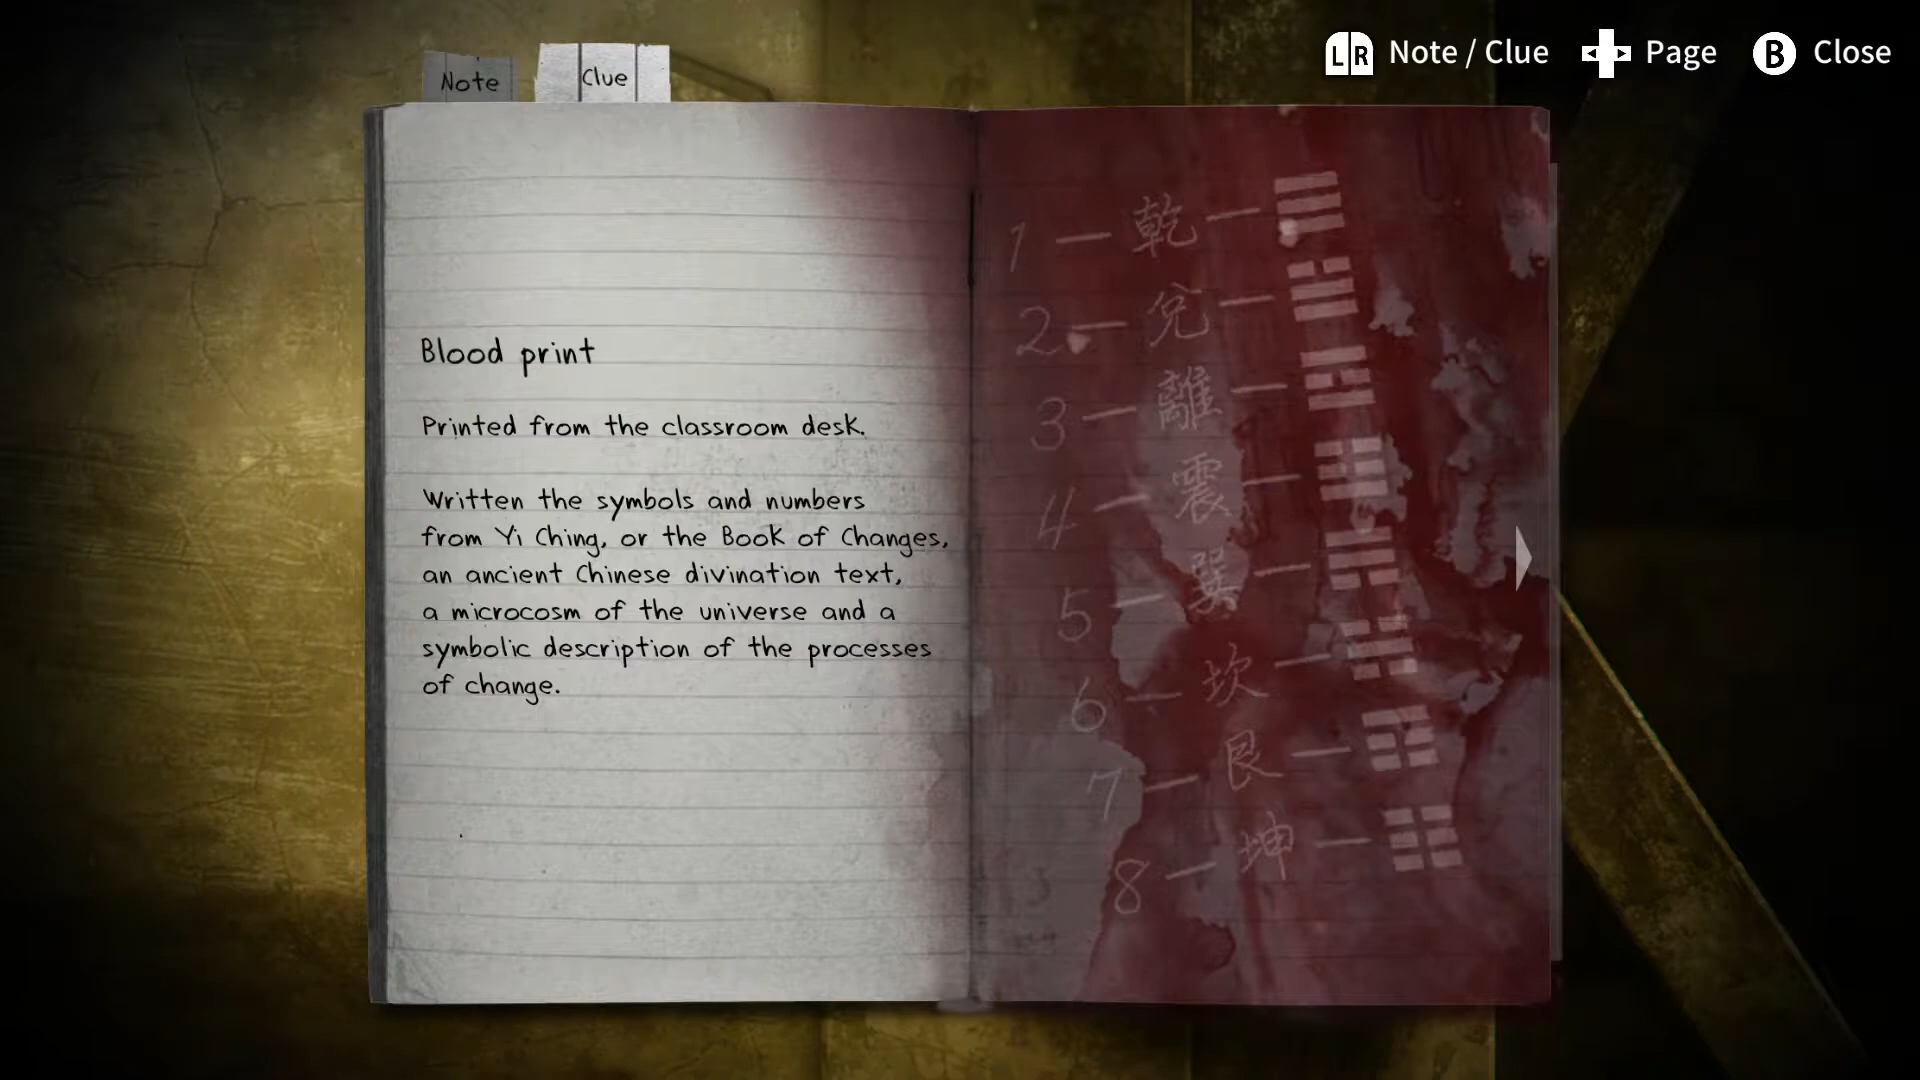 LR Note / Clue Page B Close
Note
Clue
Blood print
Printed from the classroom desk.
Written the symbols and numbers
from Yi Ching, or the Book of Changes,
an ancient Chinese divination text,
a microcosm of the universe and a
symbolic description of the processes
of change.
1 — 乾 — ☰
2 — 兌 — ☱
3 — 離 — ☲
4 — 震 — ☳
5 — 巽 — ☴
6 — 坎 — ☵
7 — 艮 — ☶
8 — 坤 — ☷